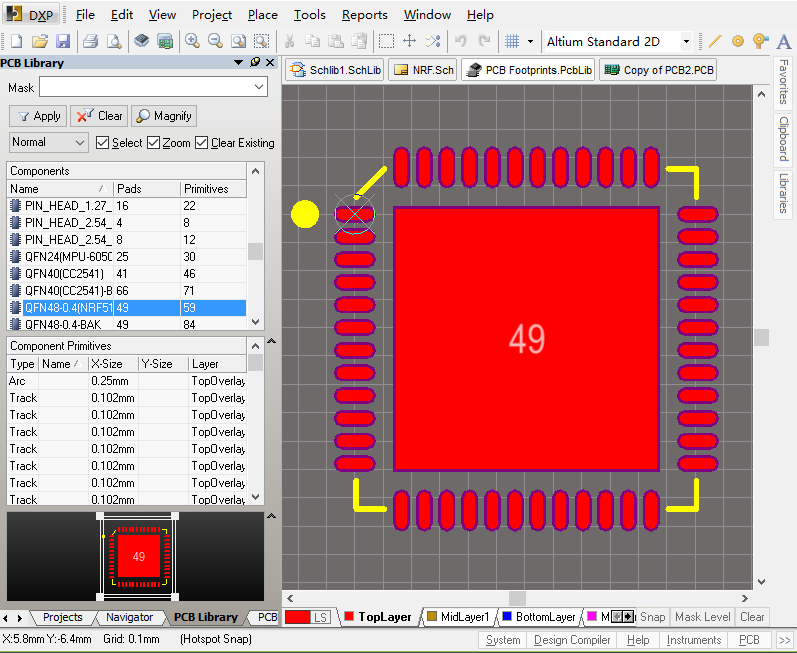 DXP File Edit View Project Place Tools Reports Window Help
Altium Standard 2D
PCB Library
Mask
Apply Clear Magnify
Normal Select Zoom Clear Existing
Components
Name Pads Primitives
PIN_HEAD_1.27_ 16 22
PIN_HEAD_2.54_ 4 8
PIN_HEAD_2.54_ 8 12
QFN24(MPU-605C 25 30
QFN40(CC2541) 41 46
QFN40(CC2541)-B 66 71
QFN48-0.4(NRF51 49 59
QFN48-0.4-BAK 49 84
Component Primitives
Type Name X-Size Y-Size Layer
Arc 0.25mm TopOverlay
Track 0.102mm TopOverlay
Track 0.102mm TopOverlay
Track 0.102mm TopOverlay
Track 0.102mm TopOverlay
Track 0.102mm TopOverlay
Track 0.102mm TopOverlay
Track 0.102mm TopOverlay
49
Projects Navigator PCB Library PCB
Schlib1.SchLib NRF.Sch PCB Footprints.PcbLib Copy of PCB2.PCB
49
Favorites
Clipboard
Libraries
LS TopLayer MidLayer1 BottomLayer M Snap Mask Level Clear
X:5.8mm Y:-6.4mm Grid: 0.1mm (Hotspot Snap)
System Design Compiler Help Instruments PCB >>